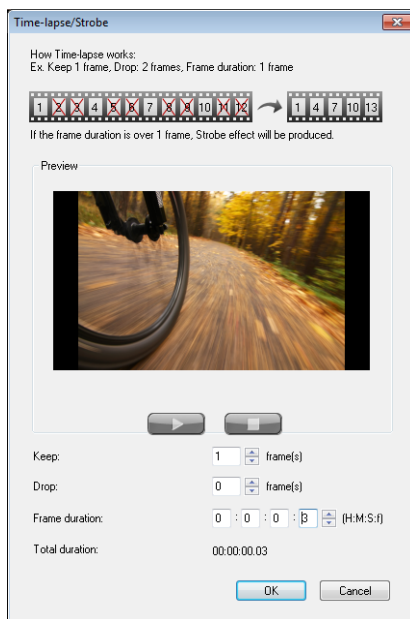 Time-lapse/Strobe
How Time-lapse works:
Ex. Keep 1 frame, Drop: 2 frames, Frame duration: 1 frame
1 2 3 4 5 6 7 8 9 10 11 12 1 4 7 10 13
If the frame duration is over 1 frame, Strobe effect will be produced.
Preview
Keep: 1 frame(s)
Drop: 0 frame(s)
Frame duration: 0 : 0 : 0 : 3 (H:M:S:f)
Total duration: 00:00:00.03
OK Cancel